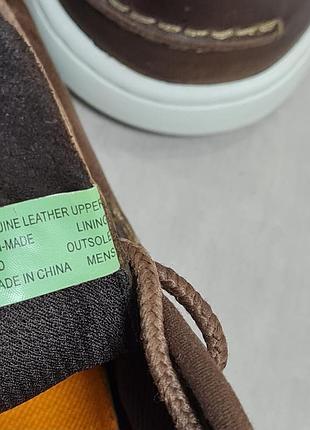 UINE LEATHER UPPER
-MADE LINING
D OUTSOLE
ADE IN CHINA MENS